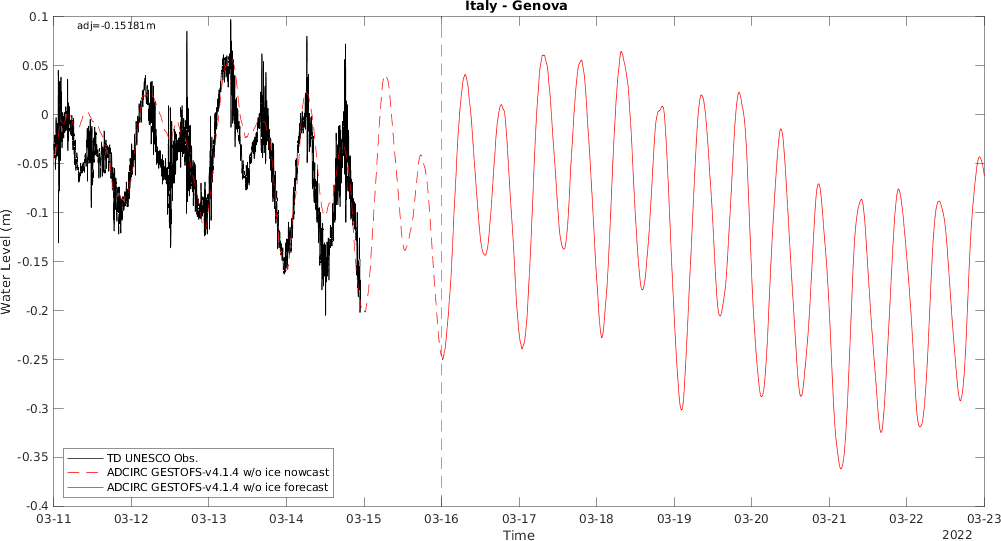 Italy - Genova
adj=-0.15181m
Water Level (m)
0.1
0.05
0
-0.05
-0.1
-0.15
-0.2
-0.25
-0.3
-0.35
-0.4
TD UNESCO Obs.
ADCIRC GESTOFS-v4.1.4 w/o ice nowcast
ADCIRC GESTOFS-v4.1.4 w/o ice forecast
03-11 03-12 03-13 03-14 03-15 03-16 03-17 03-18 03-19 03-20 03-21 03-22 03-23
Time
2022